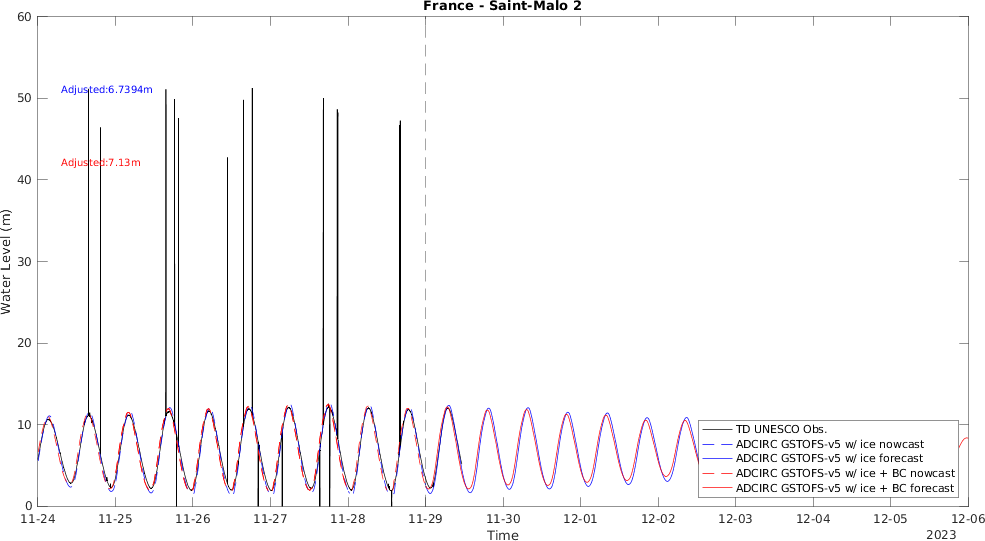 France - Saint-Malo 2
Water Level (m)
60
50
40
30
20
10
0
Adjusted:6.7394m
Adjusted:7.13m
TD UNESCO Obs.
ADCIRC GSTOFS-v5 w/ ice nowcast
ADCIRC GSTOFS-v5 w/ ice forecast
ADCIRC GSTOFS-v5 w/ ice + BC nowcast
ADCIRC GSTOFS-v5 w/ ice + BC forecast
11-24 11-25 11-26 11-27 11-28 11-29 11-30 12-01 12-02 12-03 12-04 12-05 12-06
Time
2023